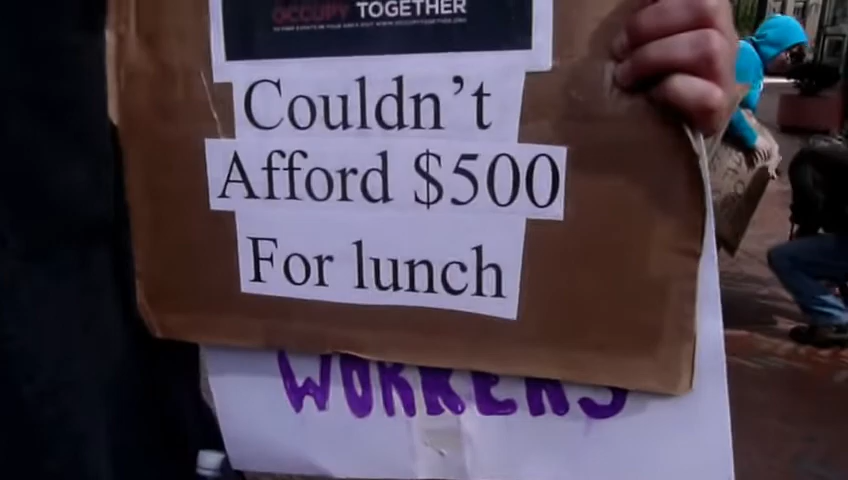 OCCUPY TOGETHER
Couldn't
Afford $500
For lunch
WORKERS